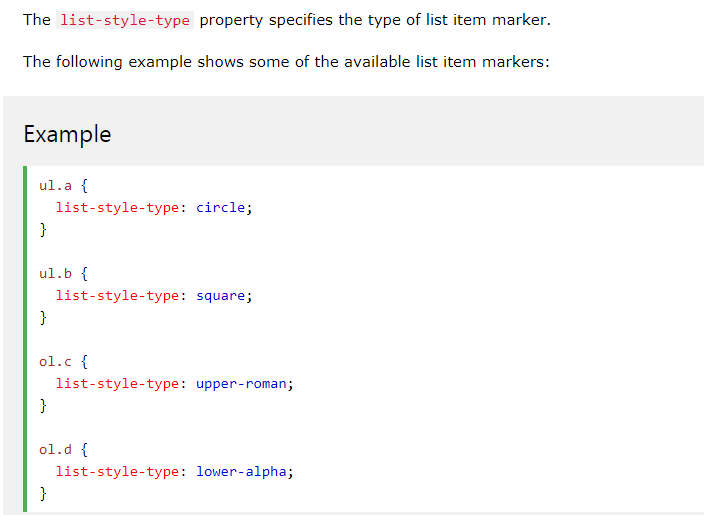 The list-style-type property specifies the type of list item marker.
The following example shows some of the available list item markers:
Example
ul.a {
  list-style-type: circle;
}
ul.b {
  list-style-type: square;
}
ol.c {
  list-style-type: upper-roman;
}
ol.d {
  list-style-type: lower-alpha;
}